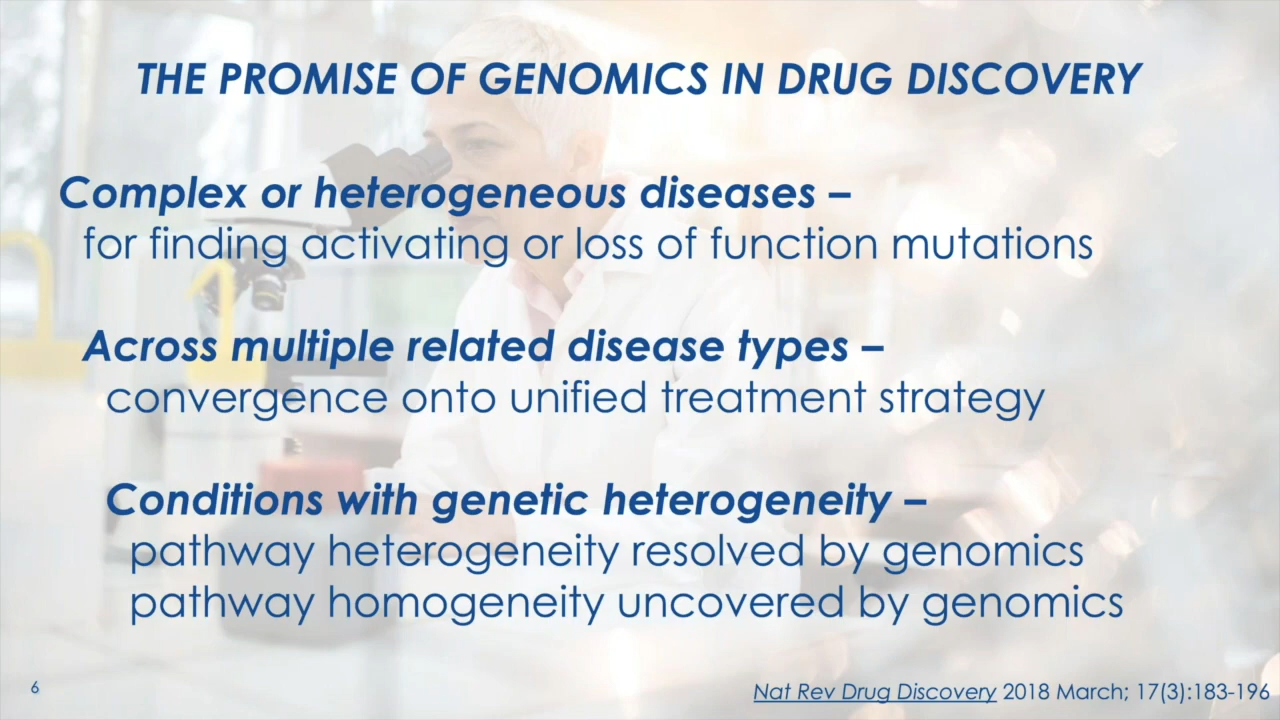 THE PROMISE OF GENOMICS IN DRUG DISCOVERY
Complex or heterogeneous diseases –
for finding activating or loss of function mutations
Across multiple related disease types –
convergence onto unified treatment strategy
Conditions with genetic heterogeneity –
pathway heterogeneity resolved by genomics
pathway homogeneity uncovered by genomics
6
Nat Rev Drug Discovery 2018 March; 17(3):183-196